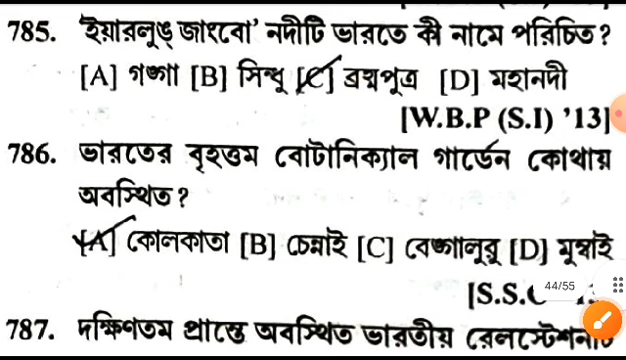 785. 'ইয়ারলুঙ জাংবো' নদীটি ভারতে কী নামে পরিচিত?
[A] গঙ্গা [B] সিন্ধু [C] ব্রহ্মপুত্র [D] মহানদী
[W.B.P (S.I) '13]
786. ভারতের বৃহত্তম বোটানিক্যাল গার্ডেন কোথায়
অবস্থিত?
[A] কোলকাতা [B] চেন্নাই [C] বেঙ্গালুরু [D] মুম্বাই
[S.S.C
44/55
787. দক্ষিণতম প্রান্তে অবস্থিত ভারতীয় রেলস্টেশনটি